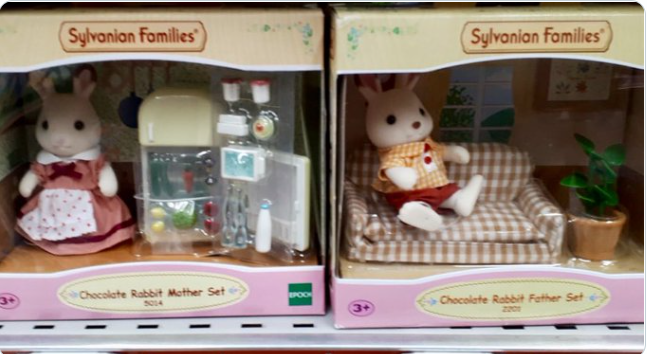 Sylvanian Families®
Chocolate Rabbit Mother Set
5014
3+
EPOCH
Sylvanian Families®
Chocolate Rabbit Father Set
2201
3+